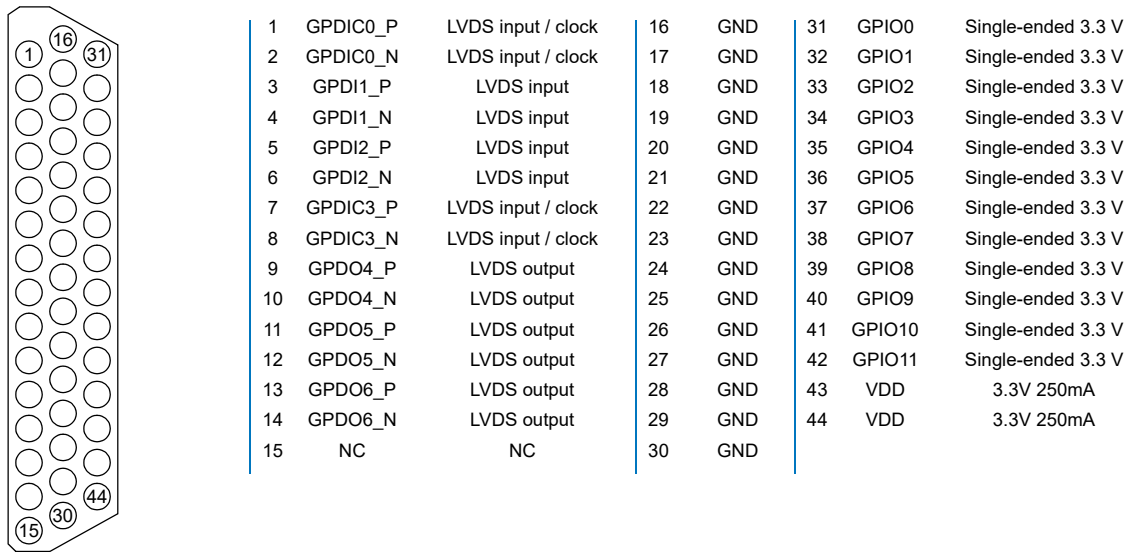 1 16 31
15 30 44
1 GPDIC0_P LVDS input / clock 16 GND 31 GPIO0 Single-ended 3.3 V
2 GPDIC0_N LVDS input / clock 17 GND 32 GPIO1 Single-ended 3.3 V
3 GPDI1_P LVDS input 18 GND 33 GPIO2 Single-ended 3.3 V
4 GPDI1_N LVDS input 19 GND 34 GPIO3 Single-ended 3.3 V
5 GPDI2_P LVDS input 20 GND 35 GPIO4 Single-ended 3.3 V
6 GPDI2_N LVDS input 21 GND 36 GPIO5 Single-ended 3.3 V
7 GPDIC3_P LVDS input / clock 22 GND 37 GPIO6 Single-ended 3.3 V
8 GPDIC3_N LVDS input / clock 23 GND 38 GPIO7 Single-ended 3.3 V
9 GPDO4_P LVDS output 24 GND 39 GPIO8 Single-ended 3.3 V
10 GPDO4_N LVDS output 25 GND 40 GPIO9 Single-ended 3.3 V
11 GPDO5_P LVDS output 26 GND 41 GPIO10 Single-ended 3.3 V
12 GPDO5_N LVDS output 27 GND 42 GPIO11 Single-ended 3.3 V
13 GPDO6_P LVDS output 28 GND 43 VDD 3.3V 250mA
14 GPDO6_N LVDS output 29 GND 44 VDD 3.3V 250mA
15 NC NC 30 GND